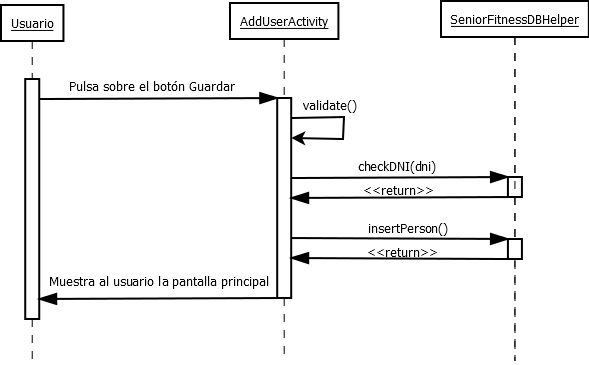 Usuario
AddUserActivity
SeniorFitnessDBHelper
Pulsa sobre el botón Guardar
validate()
checkDNI(dni)
<<return>>
insertPerson()
<<return>>
Muestra al usuario la pantalla principal